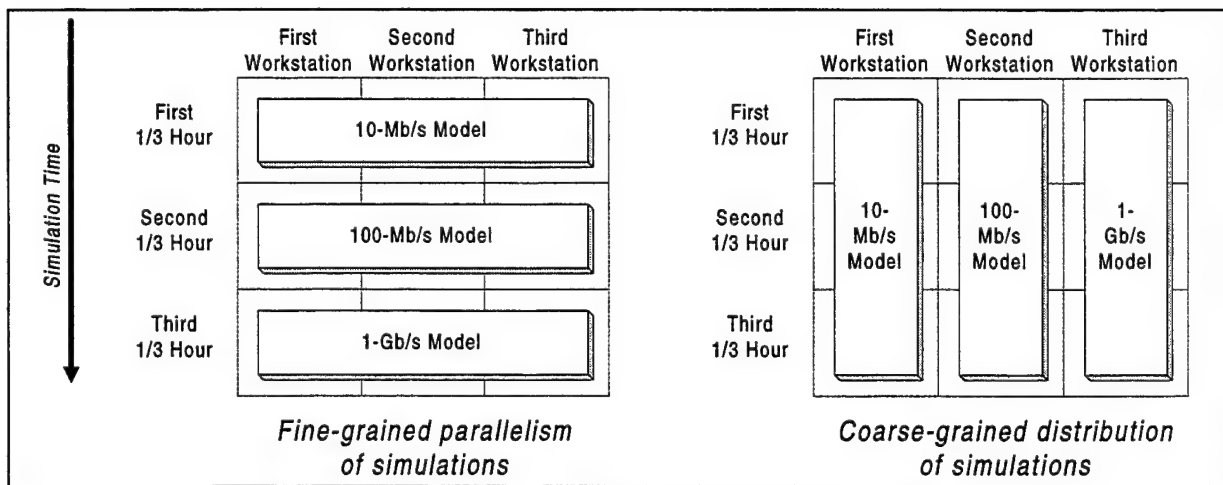 Simulation Time
First Workstation
Second Workstation
Third Workstation
First 1/3 Hour
Second 1/3 Hour
Third 1/3 Hour
10-Mb/s Model
100-Mb/s Model
1-Gb/s Model
Fine-grained parallelism
of simulations
First Workstation
Second Workstation
Third Workstation
First 1/3 Hour
Second 1/3 Hour
Third 1/3 Hour
10-
Mb/s
Model
100-
Mb/s
Model
1-
Gb/s
Model
Coarse-grained distribution
of simulations